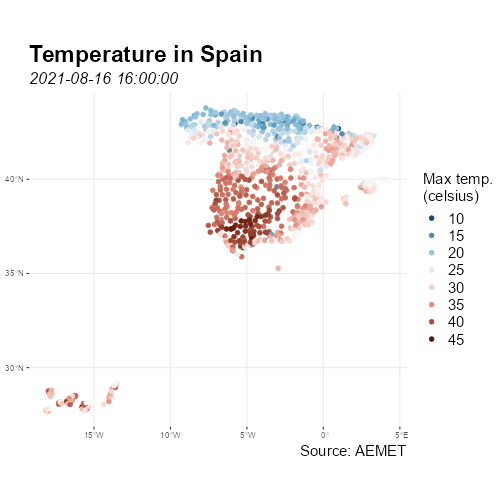 Temperature in Spain
2021-08-16 16:00:00
40°N
35°N
30°N
15°W
10°W
5°W
0°
5°E
Max temp.
(celsius)
10
15
20
25
30
35
40
45
Source: AEMET